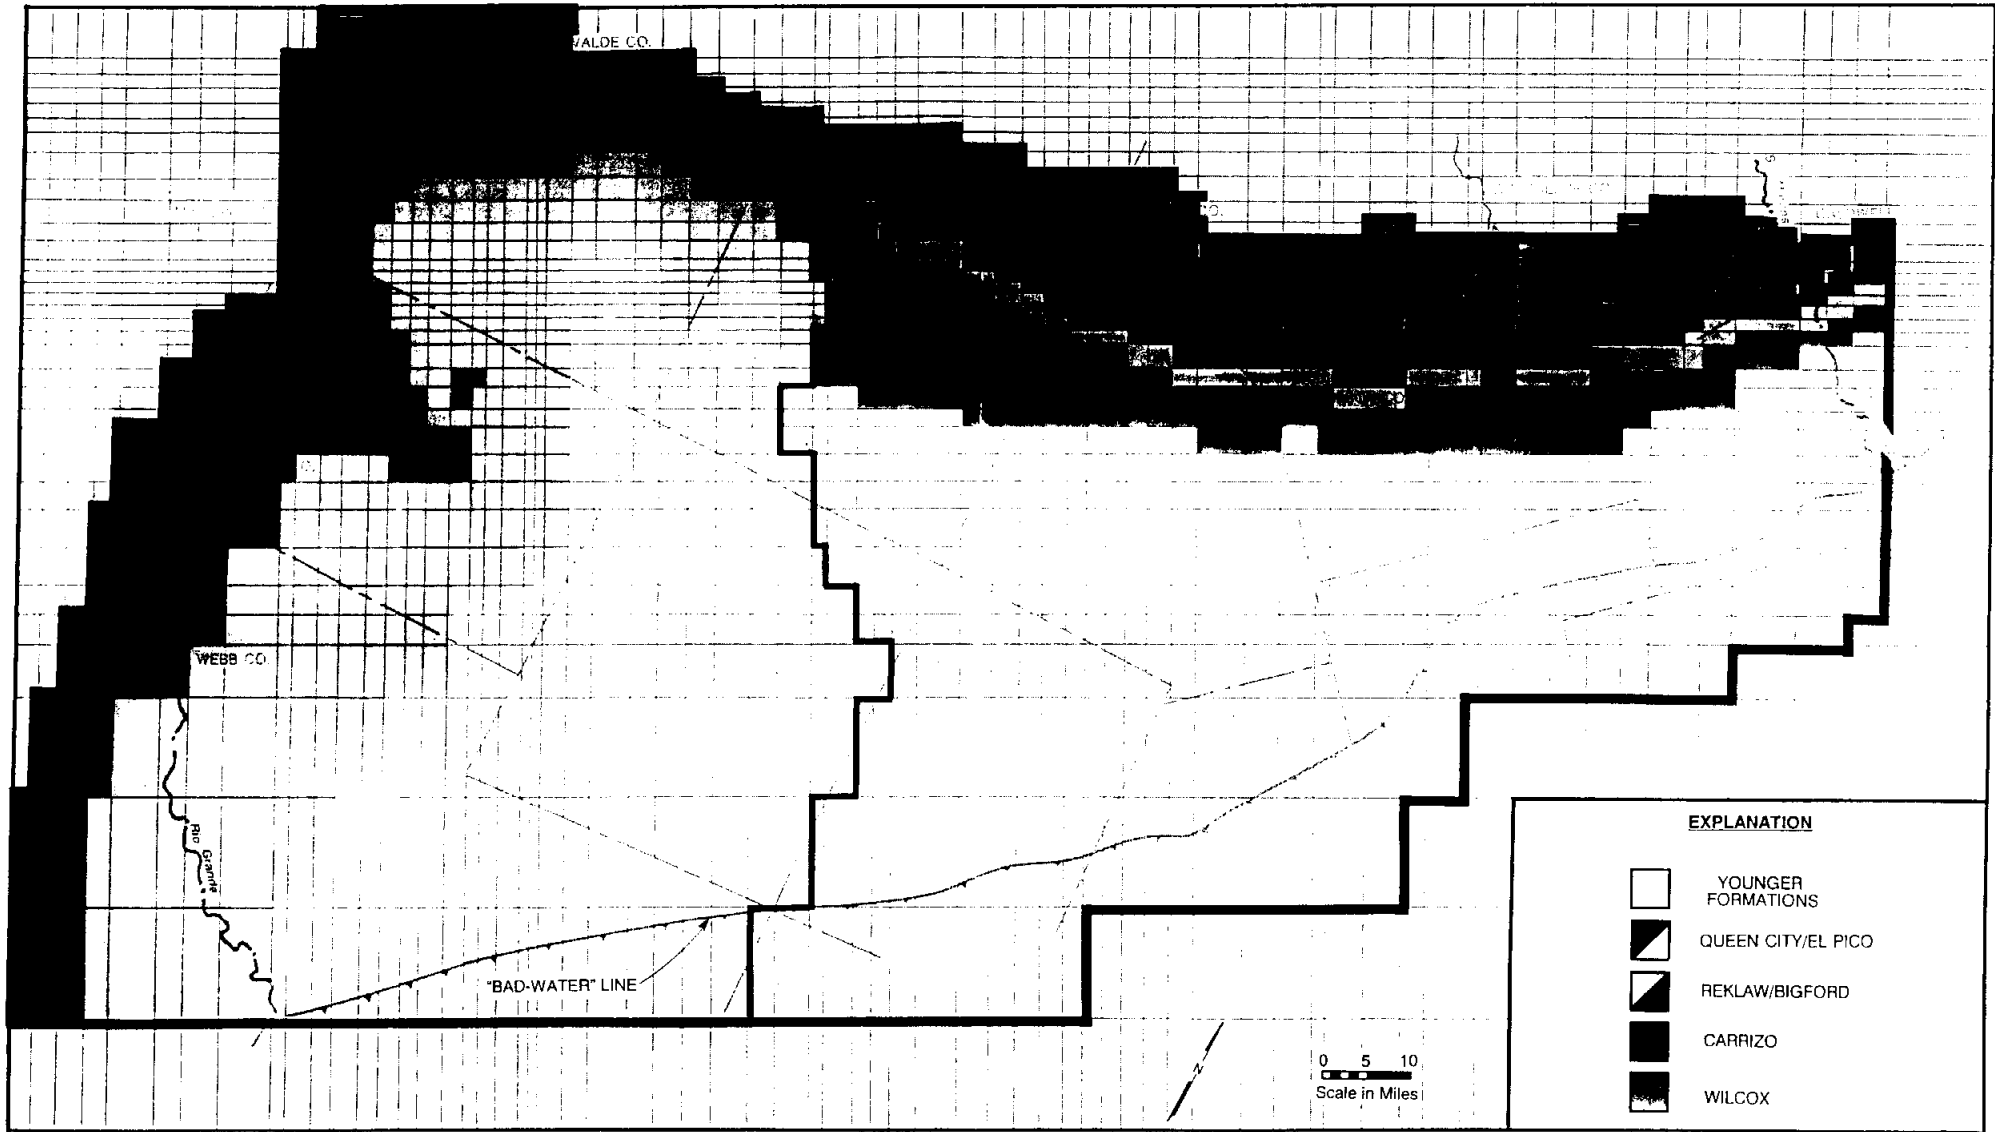 VALDE CO.
CO.
WEBB CO.
Rio Grande
"BAD-WATER" LINE
N
0 5 10
Scale in Miles
EXPLANATION
YOUNGER
FORMATIONS
QUEEN CITY/EL PICO
REKLAW/BIGFORD
CARRIZO
WILCOX